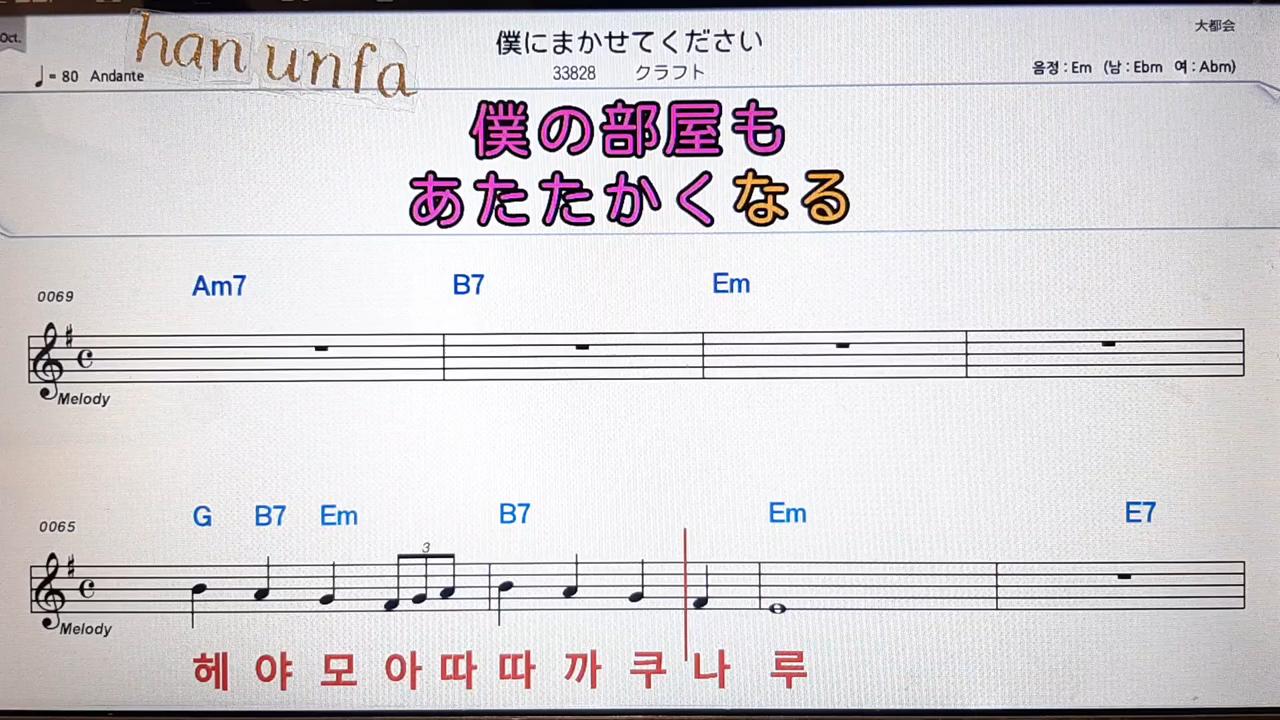 Oct.
han unfa
僕にまかせてください
大都会
♩= 80 Andante
33828 クラフト
음정 : Em (남 : Ebm 여 : Abm)
僕の部屋も
あたたかくなる
Am7 B7 Em
0069
Melody
G B7 Em B7 Em E7
0065
3
Melody
헤 야 모 아 따 따 까 쿠 나 루